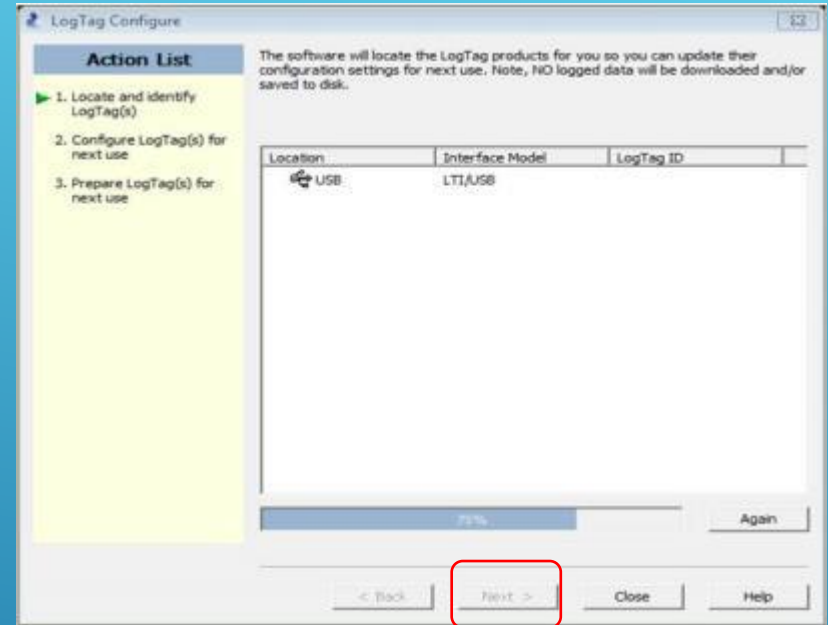 LogTag Configure
Action List
1. Locate and identify
LogTag(s)
2. Configure LogTag(s) for
next use
3. Prepare LogTag(s) for
next use
The software will locate the LogTag products for you so you can update their
configuration settings for next use. Note, NO logged data will be downloaded and/or
saved to disk.
Location Interface Model LogTag ID
USB LTI/USB
75%
Again
< Back Next > Close Help